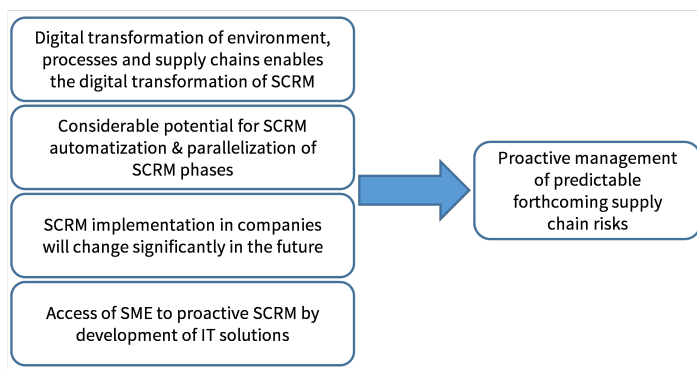 Digital transformation of environment,
processes and supply chains enables
the digital transformation of SCRM
Considerable potential for SCRM
automatization & parallelization of
SCRM phases
SCRM implementation in companies
will change significantly in the future
Access of SME to proactive SCRM by
development of IT solutions
Proactive management
of predictable
forthcoming supply
chain risks